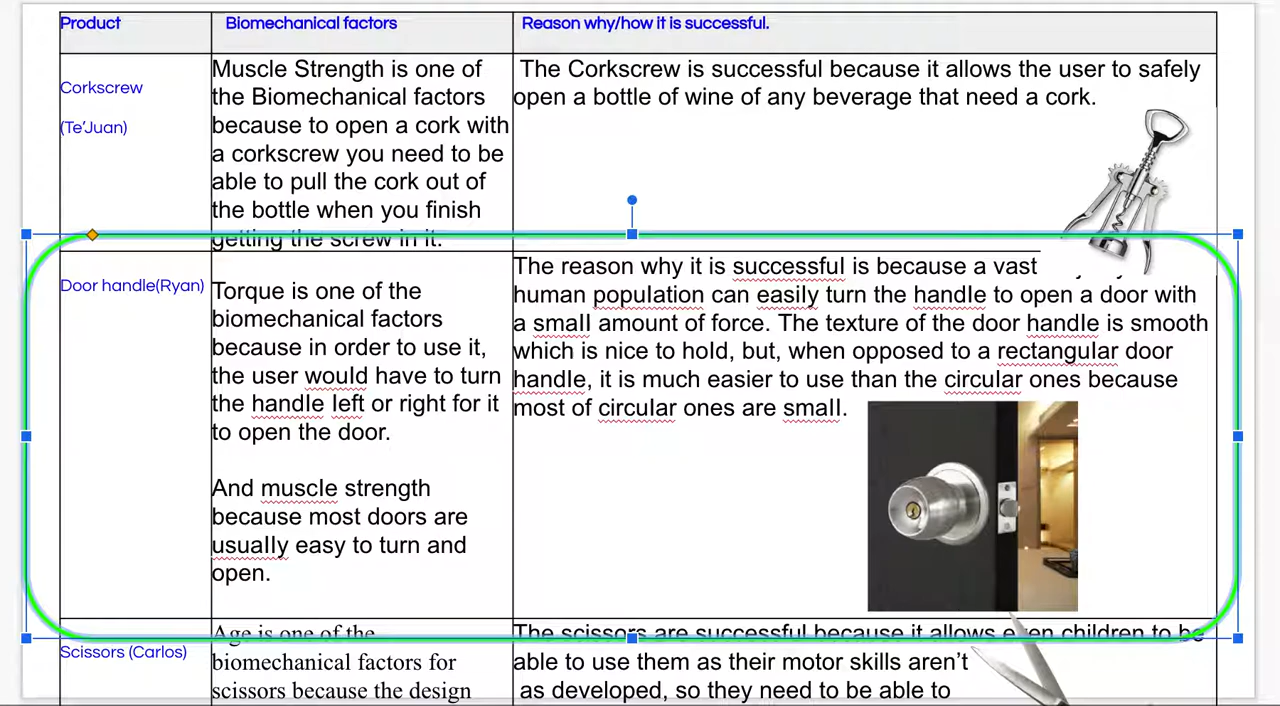 Product
Biomechanical factors
Reason why/how it is successful.
Corkscrew
(Te'Juan)
Muscle Strength is one of
the Biomechanical factors
because to open a cork with
a corkscrew you need to be
able to pull the cork out of
the bottle when you finish
getting the screw in it.
The Corkscrew is successful because it allows the user to safely
open a bottle of wine of any beverage that need a cork.
Door handle(Ryan)
Torque is one of the
biomechanical factors
because in order to use it,
the user would have to turn
the handle left or right for it
to open the door.
And muscle strength
because most doors are
usually easy to turn and
open.
The reason why it is successful is because a vast
human population can easily turn the handle to open a door with
a small amount of force. The texture of the door handle is smooth
which is nice to hold, but, when opposed to a rectangular door
handle, it is much easier to use than the circular ones because
most of circular ones are small.
Scissors (Carlos)
Age is one of the
biomechanical factors for
scissors because the design
The scissors are successful because it allows even children to be
able to use them as their motor skills aren't
as developed, so they need to be able to